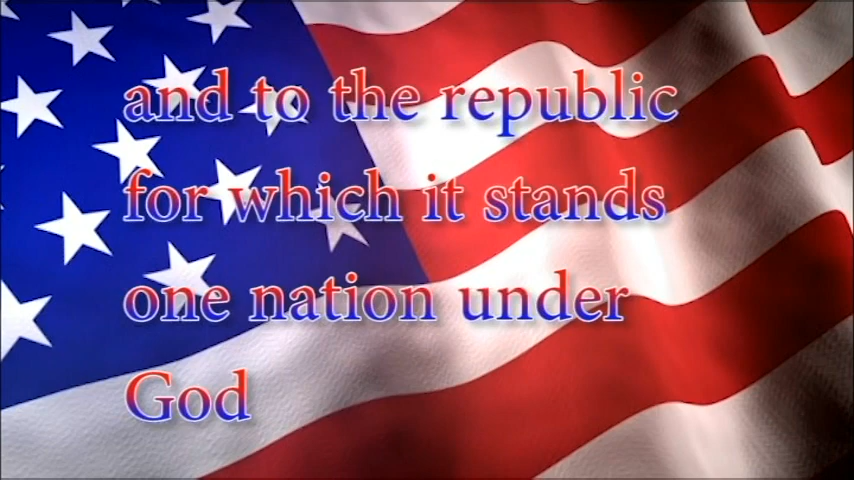 and to the republic
for which it stands
one nation under
God